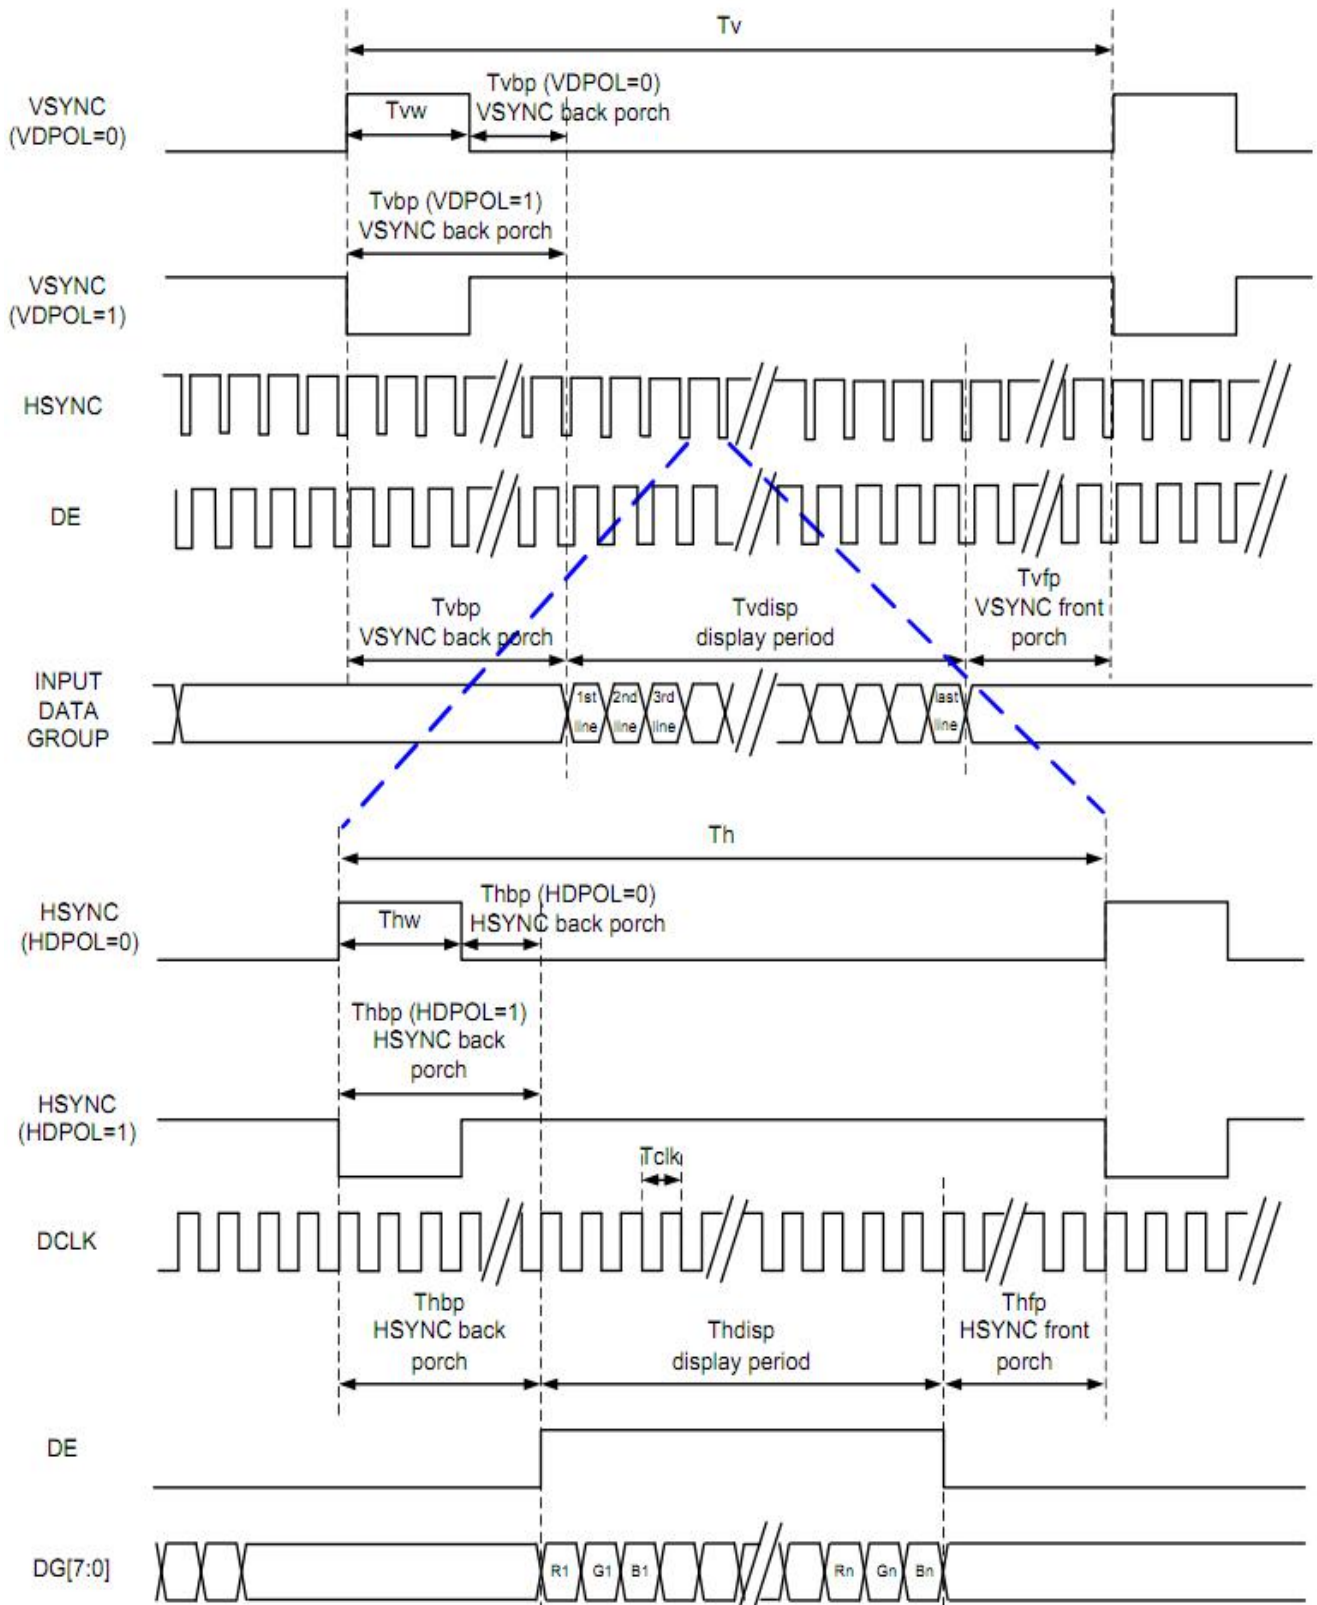 Tv
VSYNC
(VDPOL=0)
Tvw
Tvbp (VDPOL=0)
VSYNC back porch
Tvbp (VDPOL=1)
VSYNC back porch
VSYNC
(VDPOL=1)
HSYNC
DE
Tvbp
VSYNC back porch
Tvdisp
display period
Tvfp
VSYNC front
porch
INPUT
DATA
GROUP
1st
line
2nd
line
3rd
line
last
line
Th
HSYNC
(HDPOL=0)
Thw
Thbp (HDPOL=0)
HSYNC back porch
Thbp (HDPOL=1)
HSYNC back
porch
HSYNC
(HDPOL=1)
Tclk
DCLK
Thbp
HSYNC back
porch
Thdisp
display period
Thfp
HSYNC front
porch
DE
DG[7:0]
R1
G1
B1
Rn
Gn
Bn